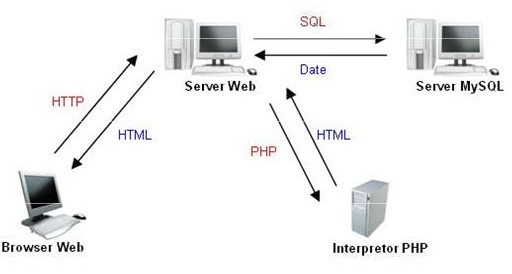 SQL
Date
Server Web
Server MySQL
HTTP
HTML
PHP
HTML
Browser Web
Interpretor PHP